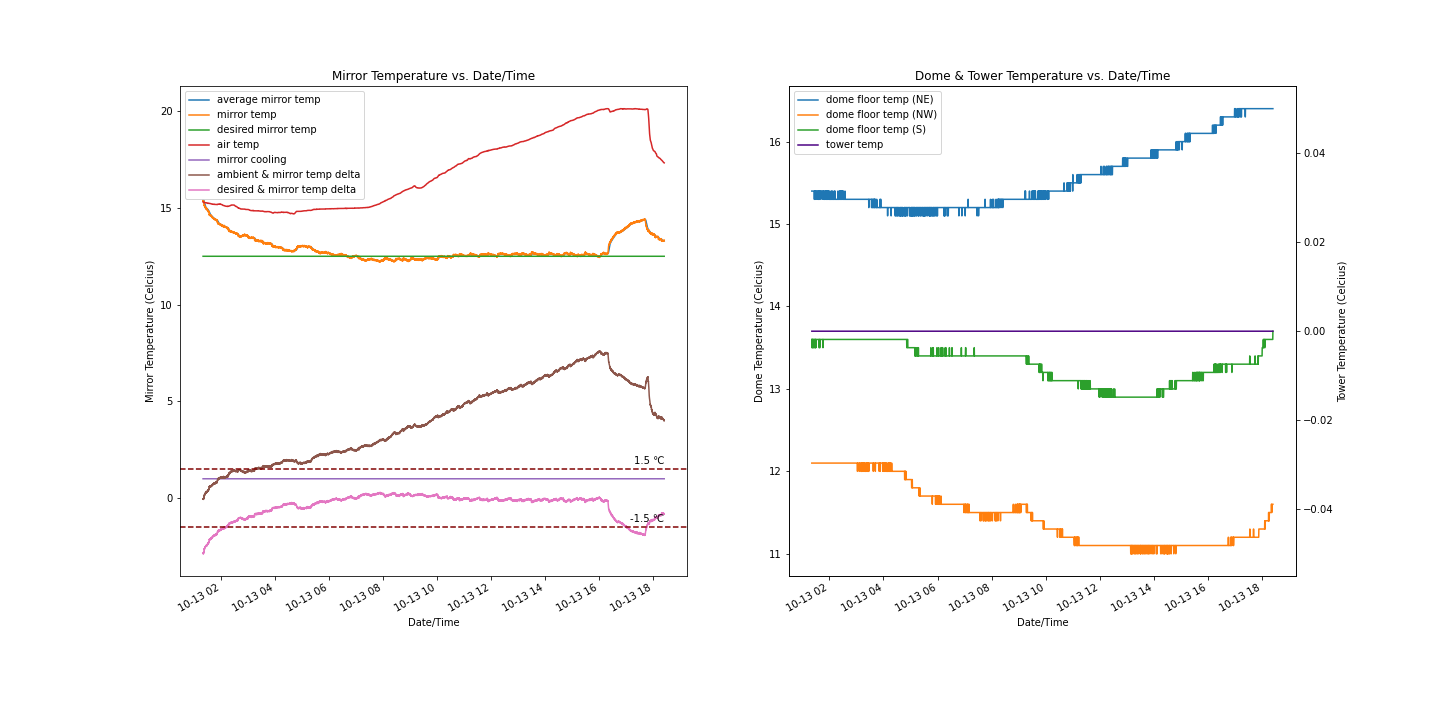 Mirror Temperature vs. Date/Time
average mirror temp
mirror temp
desired mirror temp
air temp
mirror cooling
ambient & mirror temp delta
desired & mirror temp delta
Mirror Temperature (Celcius)
20
15
10
5
0
1.5 °C
-1.5 °C
10-13 02
10-13 04
10-13 06
10-13 08
10-13 10
10-13 12
10-13 14
10-13 16
10-13 18
Date/Time
Dome & Tower Temperature vs. Date/Time
dome floor temp (NE)
dome floor temp (NW)
dome floor temp (S)
tower temp
Dome Temperature (Celcius)
16
15
14
13
12
11
0.04
0.02
0.00
−0.02
−0.04
Tower Temperature (Celcius)
10-13 02
10-13 04
10-13 06
10-13 08
10-13 10
10-13 12
10-13 14
10-13 16
10-13 18
Date/Time